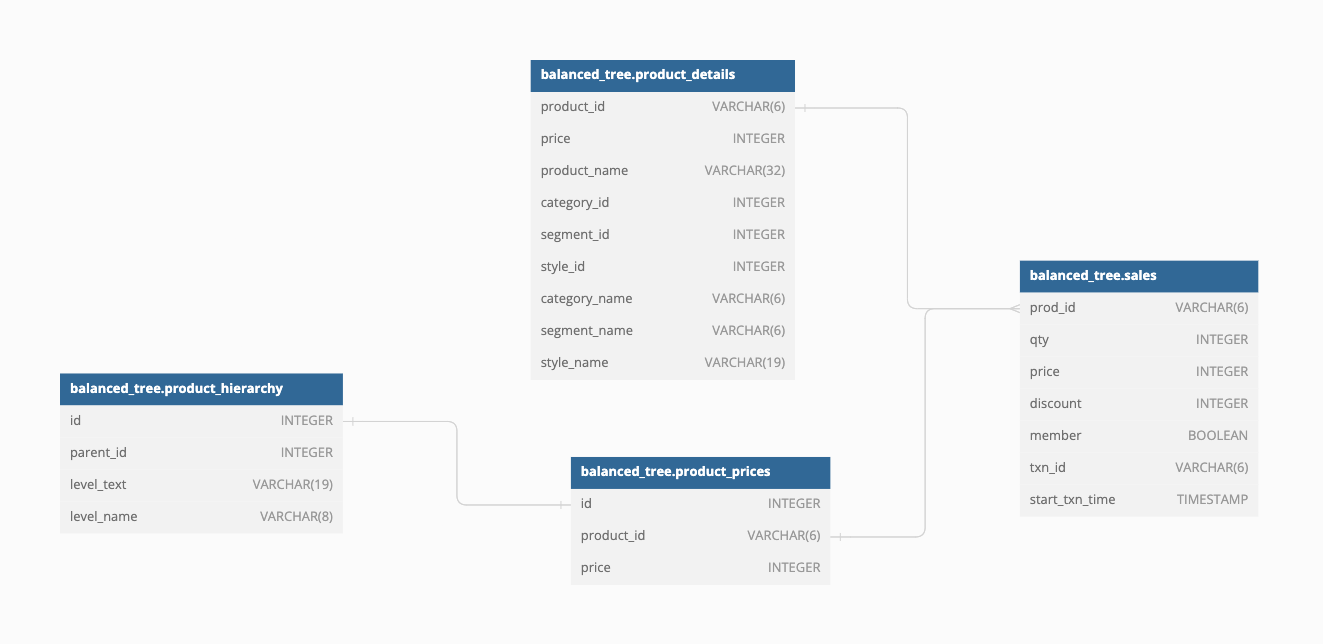 balanced_tree.product_details
product_id VARCHAR(6)
price INTEGER
product_name VARCHAR(32)
category_id INTEGER
segment_id INTEGER
style_id INTEGER
category_name VARCHAR(6)
segment_name VARCHAR(6)
style_name VARCHAR(19)
balanced_tree.sales
prod_id VARCHAR(6)
qty INTEGER
price INTEGER
discount INTEGER
member BOOLEAN
txn_id VARCHAR(6)
start_txn_time TIMESTAMP
balanced_tree.product_hierarchy
id INTEGER
parent_id INTEGER
level_text VARCHAR(19)
level_name VARCHAR(8)
balanced_tree.product_prices
id INTEGER
product_id VARCHAR(6)
price INTEGER